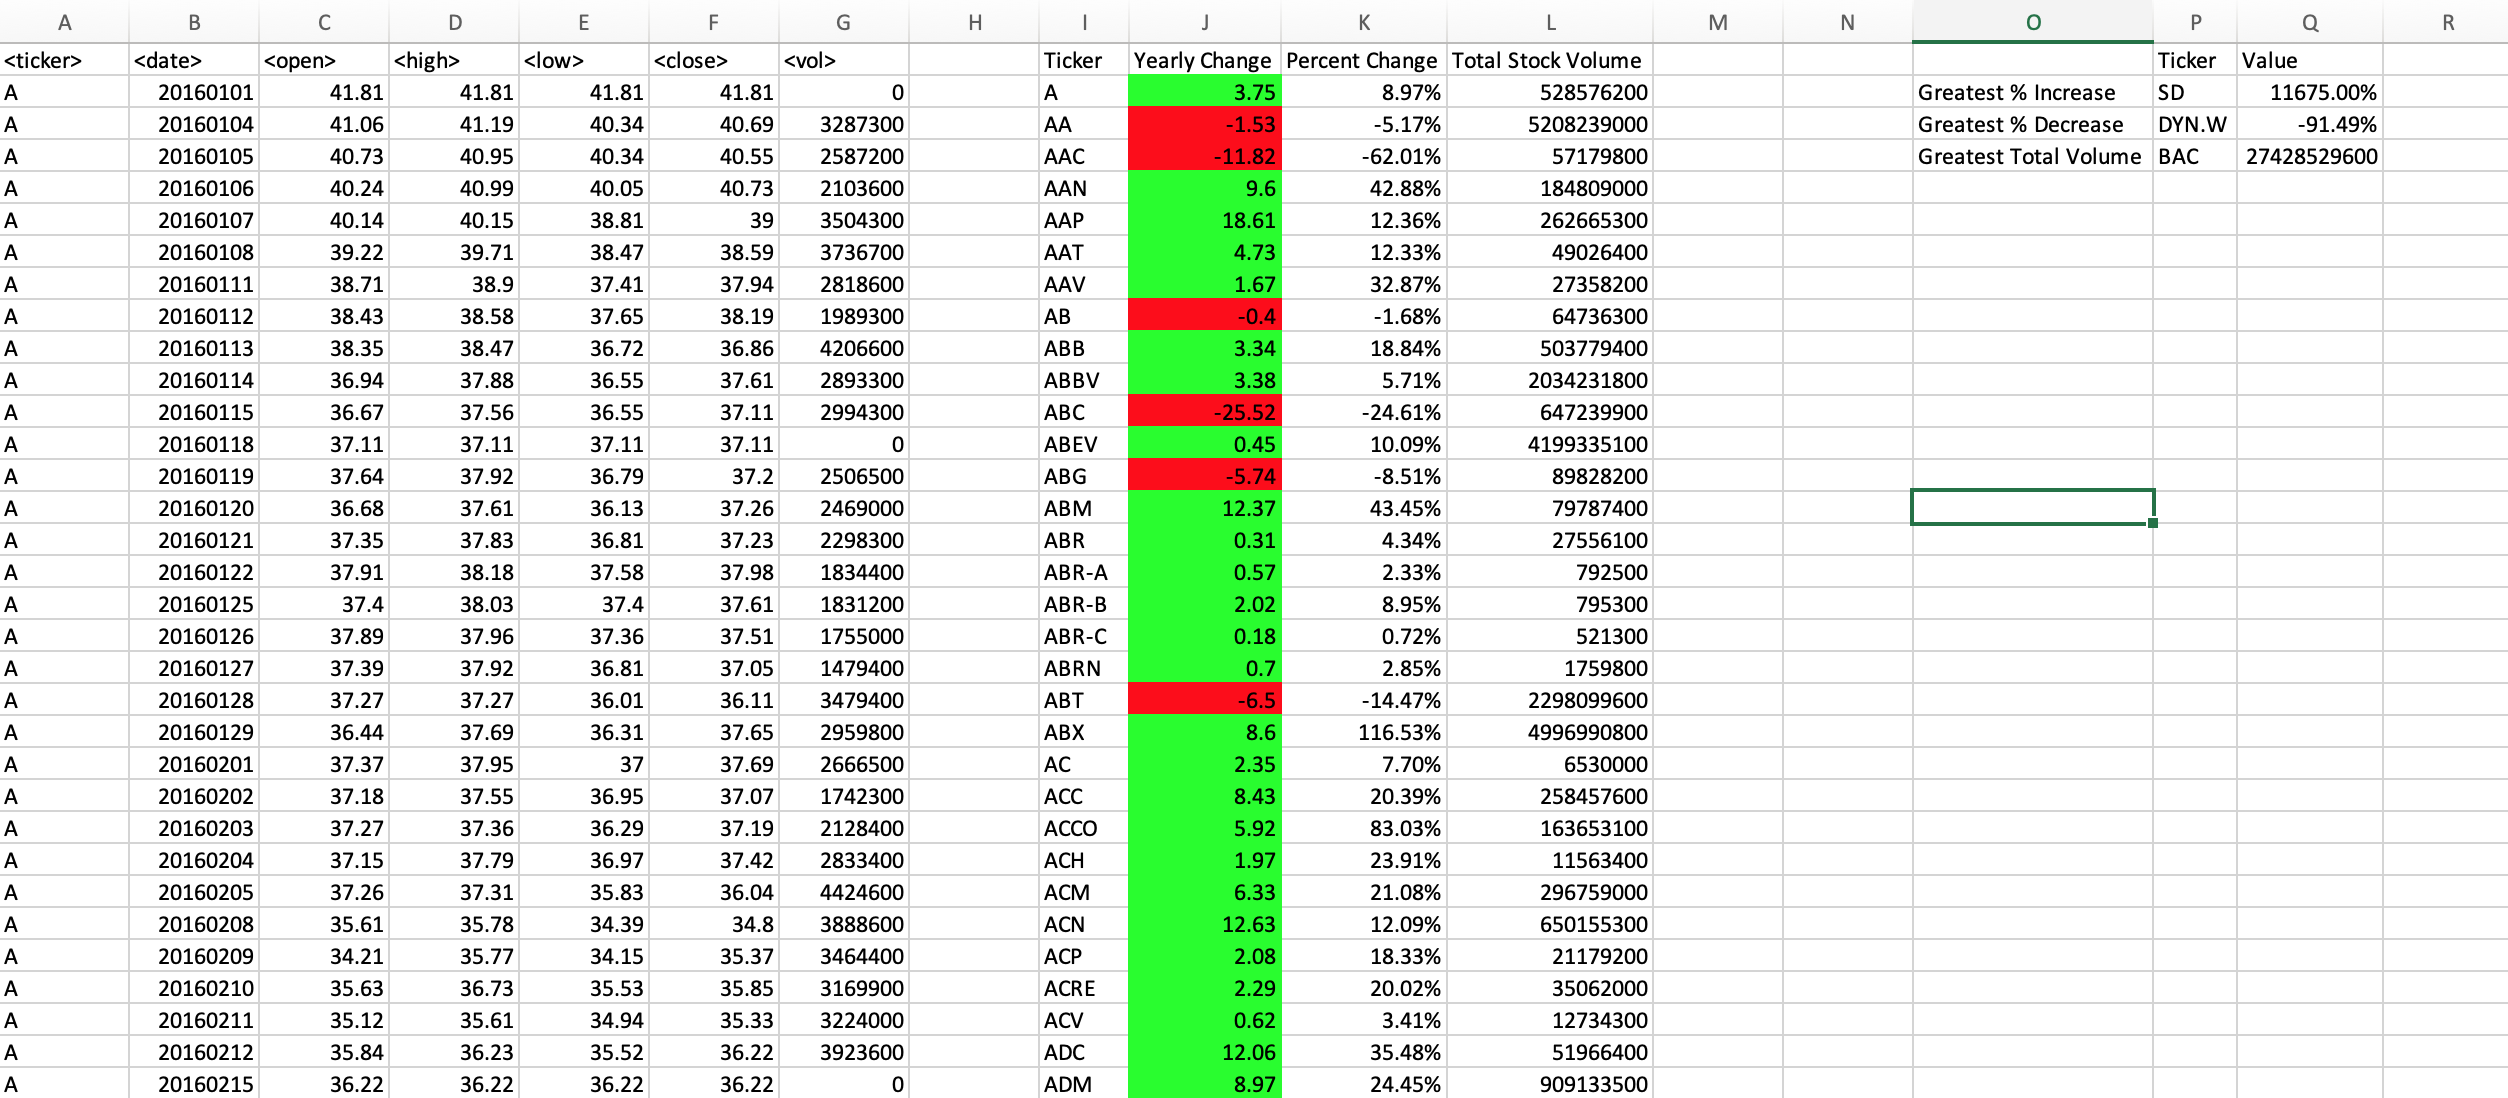 A B C D E F G H I J K L M N O P Q R
<ticker> <date> <open> <high> <low> <close> <vol> Ticker Yearly Change Percent Change Total Stock Volume Ticker Value
A 20160101 41.81 41.81 41.81 41.81 0 A 3.75 8.97% 528576200 Greatest % Increase SD 11675.00%
A 20160104 41.06 41.19 40.34 40.69 3287300 AA -1.53 -5.17% 5208239000 Greatest % Decrease DYN.W -91.49%
A 20160105 40.73 40.95 40.34 40.55 2587200 AAC -11.82 -62.01% 57179800 Greatest Total Volume BAC 27428529600
A 20160106 40.24 40.99 40.05 40.73 2103600 AAN 9.6 42.88% 184809000
A 20160107 40.14 40.15 38.81 39 3504300 AAP 18.61 12.36% 262665300
A 20160108 39.22 39.71 38.47 38.59 3736700 AAT 4.73 12.33% 49026400
A 20160111 38.71 38.9 37.41 37.94 2818600 AAV 1.67 32.87% 27358200
A 20160112 38.43 38.58 37.65 38.19 1989300 AB -0.4 -1.68% 64736300
A 20160113 38.35 38.47 36.72 36.86 4206600 ABB 3.34 18.84% 503779400
A 20160114 36.94 37.88 36.55 37.61 2893300 ABBV 3.38 5.71% 2034231800
A 20160115 36.67 37.56 36.55 37.11 2994300 ABC -25.52 -24.61% 647239900
A 20160118 37.11 37.11 37.11 37.11 0 ABEV 0.45 10.09% 4199335100
A 20160119 37.64 37.92 36.79 37.2 2506500 ABG -5.74 -8.51% 89828200
A 20160120 36.68 37.61 36.13 37.26 2469000 ABM 12.37 43.45% 79787400
A 20160121 37.35 37.83 36.81 37.23 2298300 ABR 0.31 4.34% 27556100
A 20160122 37.91 38.18 37.58 37.98 1834400 ABR-A 0.57 2.33% 792500
A 20160125 37.4 38.03 37.4 37.61 1831200 ABR-B 2.02 8.95% 795300
A 20160126 37.89 37.96 37.36 37.51 1755000 ABR-C 0.18 0.72% 521300
A 20160127 37.39 37.92 36.81 37.05 1479400 ABRN 0.7 2.85% 1759800
A 20160128 37.27 37.27 36.01 36.11 3479400 ABT -6.5 -14.47% 2298099600
A 20160129 36.44 37.69 36.31 37.65 2959800 ABX 8.6 116.53% 4996990800
A 20160201 37.37 37.95 37 37.69 2666500 AC 2.35 7.70% 6530000
A 20160202 37.18 37.55 36.95 37.07 1742300 ACC 8.43 20.39% 258457600
A 20160203 37.27 37.36 36.29 37.19 2128400 ACCO 5.92 83.03% 163653100
A 20160204 37.15 37.79 36.97 37.42 2833400 ACH 1.97 23.91% 11563400
A 20160205 37.26 37.31 35.83 36.04 4424600 ACM 6.33 21.08% 296759000
A 20160208 35.61 35.78 34.39 34.8 3888600 ACN 12.63 12.09% 650155300
A 20160209 34.21 35.77 34.15 35.37 3464400 ACP 2.08 18.33% 21179200
A 20160210 35.63 36.73 35.53 35.85 3169900 ACRE 2.29 20.02% 35062000
A 20160211 35.12 35.61 34.94 35.33 3224000 ACV 0.62 3.41% 12734300
A 20160212 35.84 36.23 35.52 36.22 3923600 ADC 12.06 35.48% 51966400
A 20160215 36.22 36.22 36.22 36.22 0 ADM 8.97 24.45% 909133500